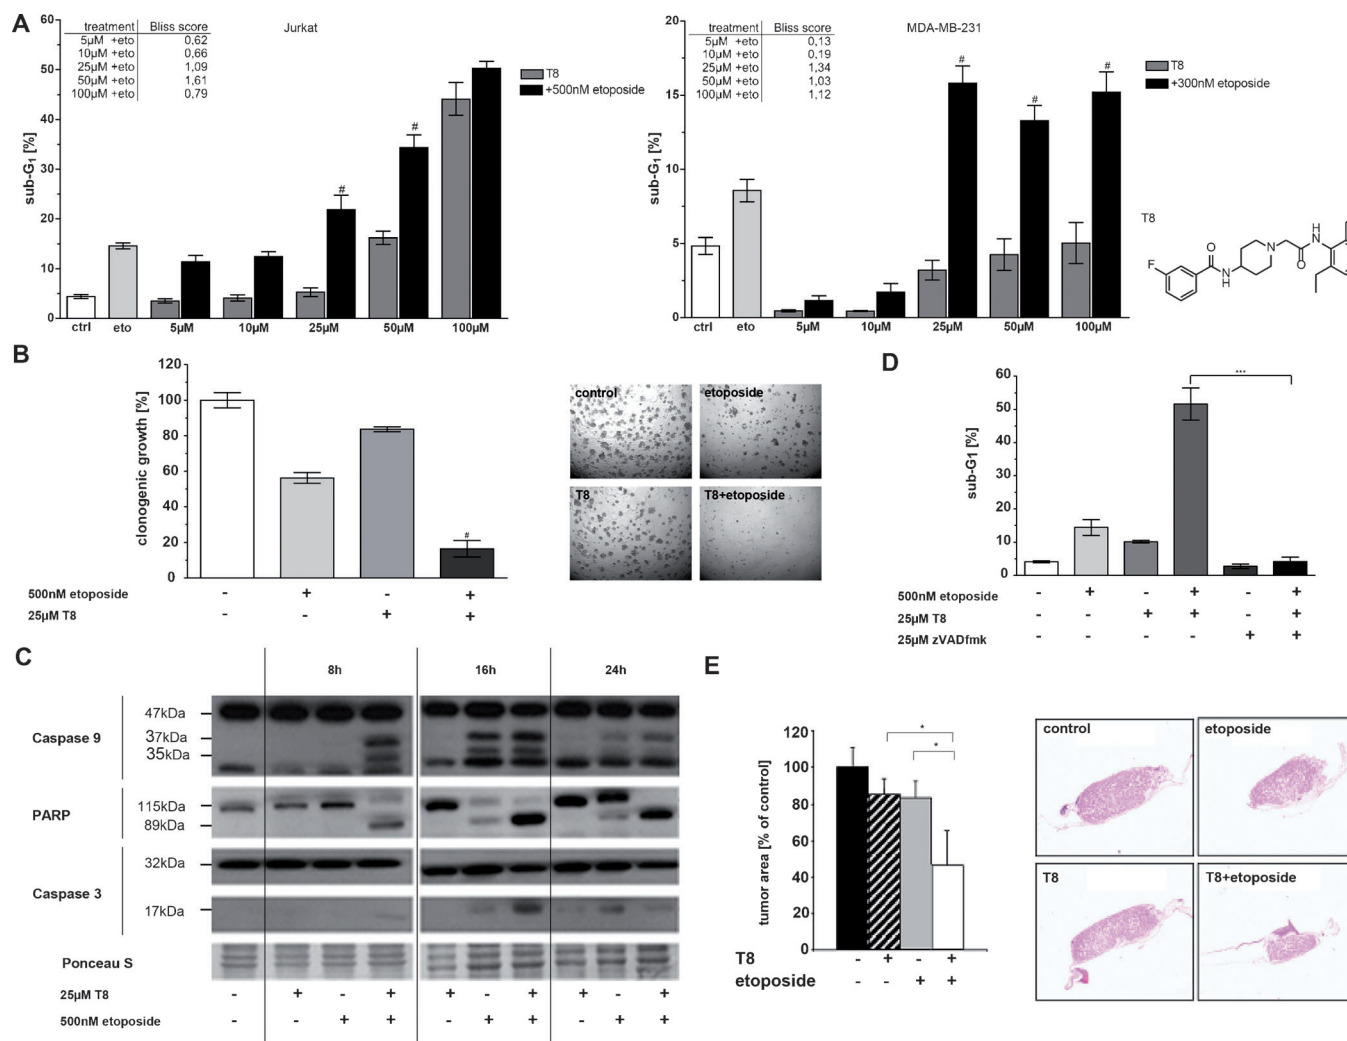 A
treatment Bliss score
5µM +eto 0,62
10µM +eto 0,66
25µM +eto 1,09
50µM +eto 1,61
100µM +eto 0,79
Jurkat
T8
+500nM etoposide
sub-G1 [%]
60
50
40
30
20
10
0
ctrl eto 5µM 10µM 25µM 50µM 100µM
# #
treatment Bliss score
5µM +eto 0,13
10µM +eto 0,19
25µM +eto 1,34
50µM +eto 1,03
100µM +eto 1,12
MDA-MB-231
T8
+300nM etoposide
sub-G1 [%]
20
15
10
5
0
ctrl eto 5µM 10µM 25µM 50µM 100µM
# # #
T8
F
O
N
H
N
O
H
N
B
clonogenic growth [%]
120
100
80
60
40
20
0
#
500nM etoposide - + - +
25µM T8 - - + +
control
etoposide
T8
T8+etoposide
D
sub-G1 [%]
60
50
40
30
20
10
0
***
500nM etoposide - + - + - +
25µM T8 - - + + - +
25µM zVADfmk - - - - + +
C
8h 16h 24h
Caspase 9
47kDa
37kDa
35kDa
PARP
115kDa
89kDa
Caspase 3
32kDa
17kDa
Ponceau S
25µM T8 - + - + + - + + - +
500nM etoposide - - + + - + + - + +
E
tumor area [% of control]
120
100
80
60
40
20
0
*
*
T8 - + - +
etoposide - - + +
control
etoposide
T8
T8+etoposide